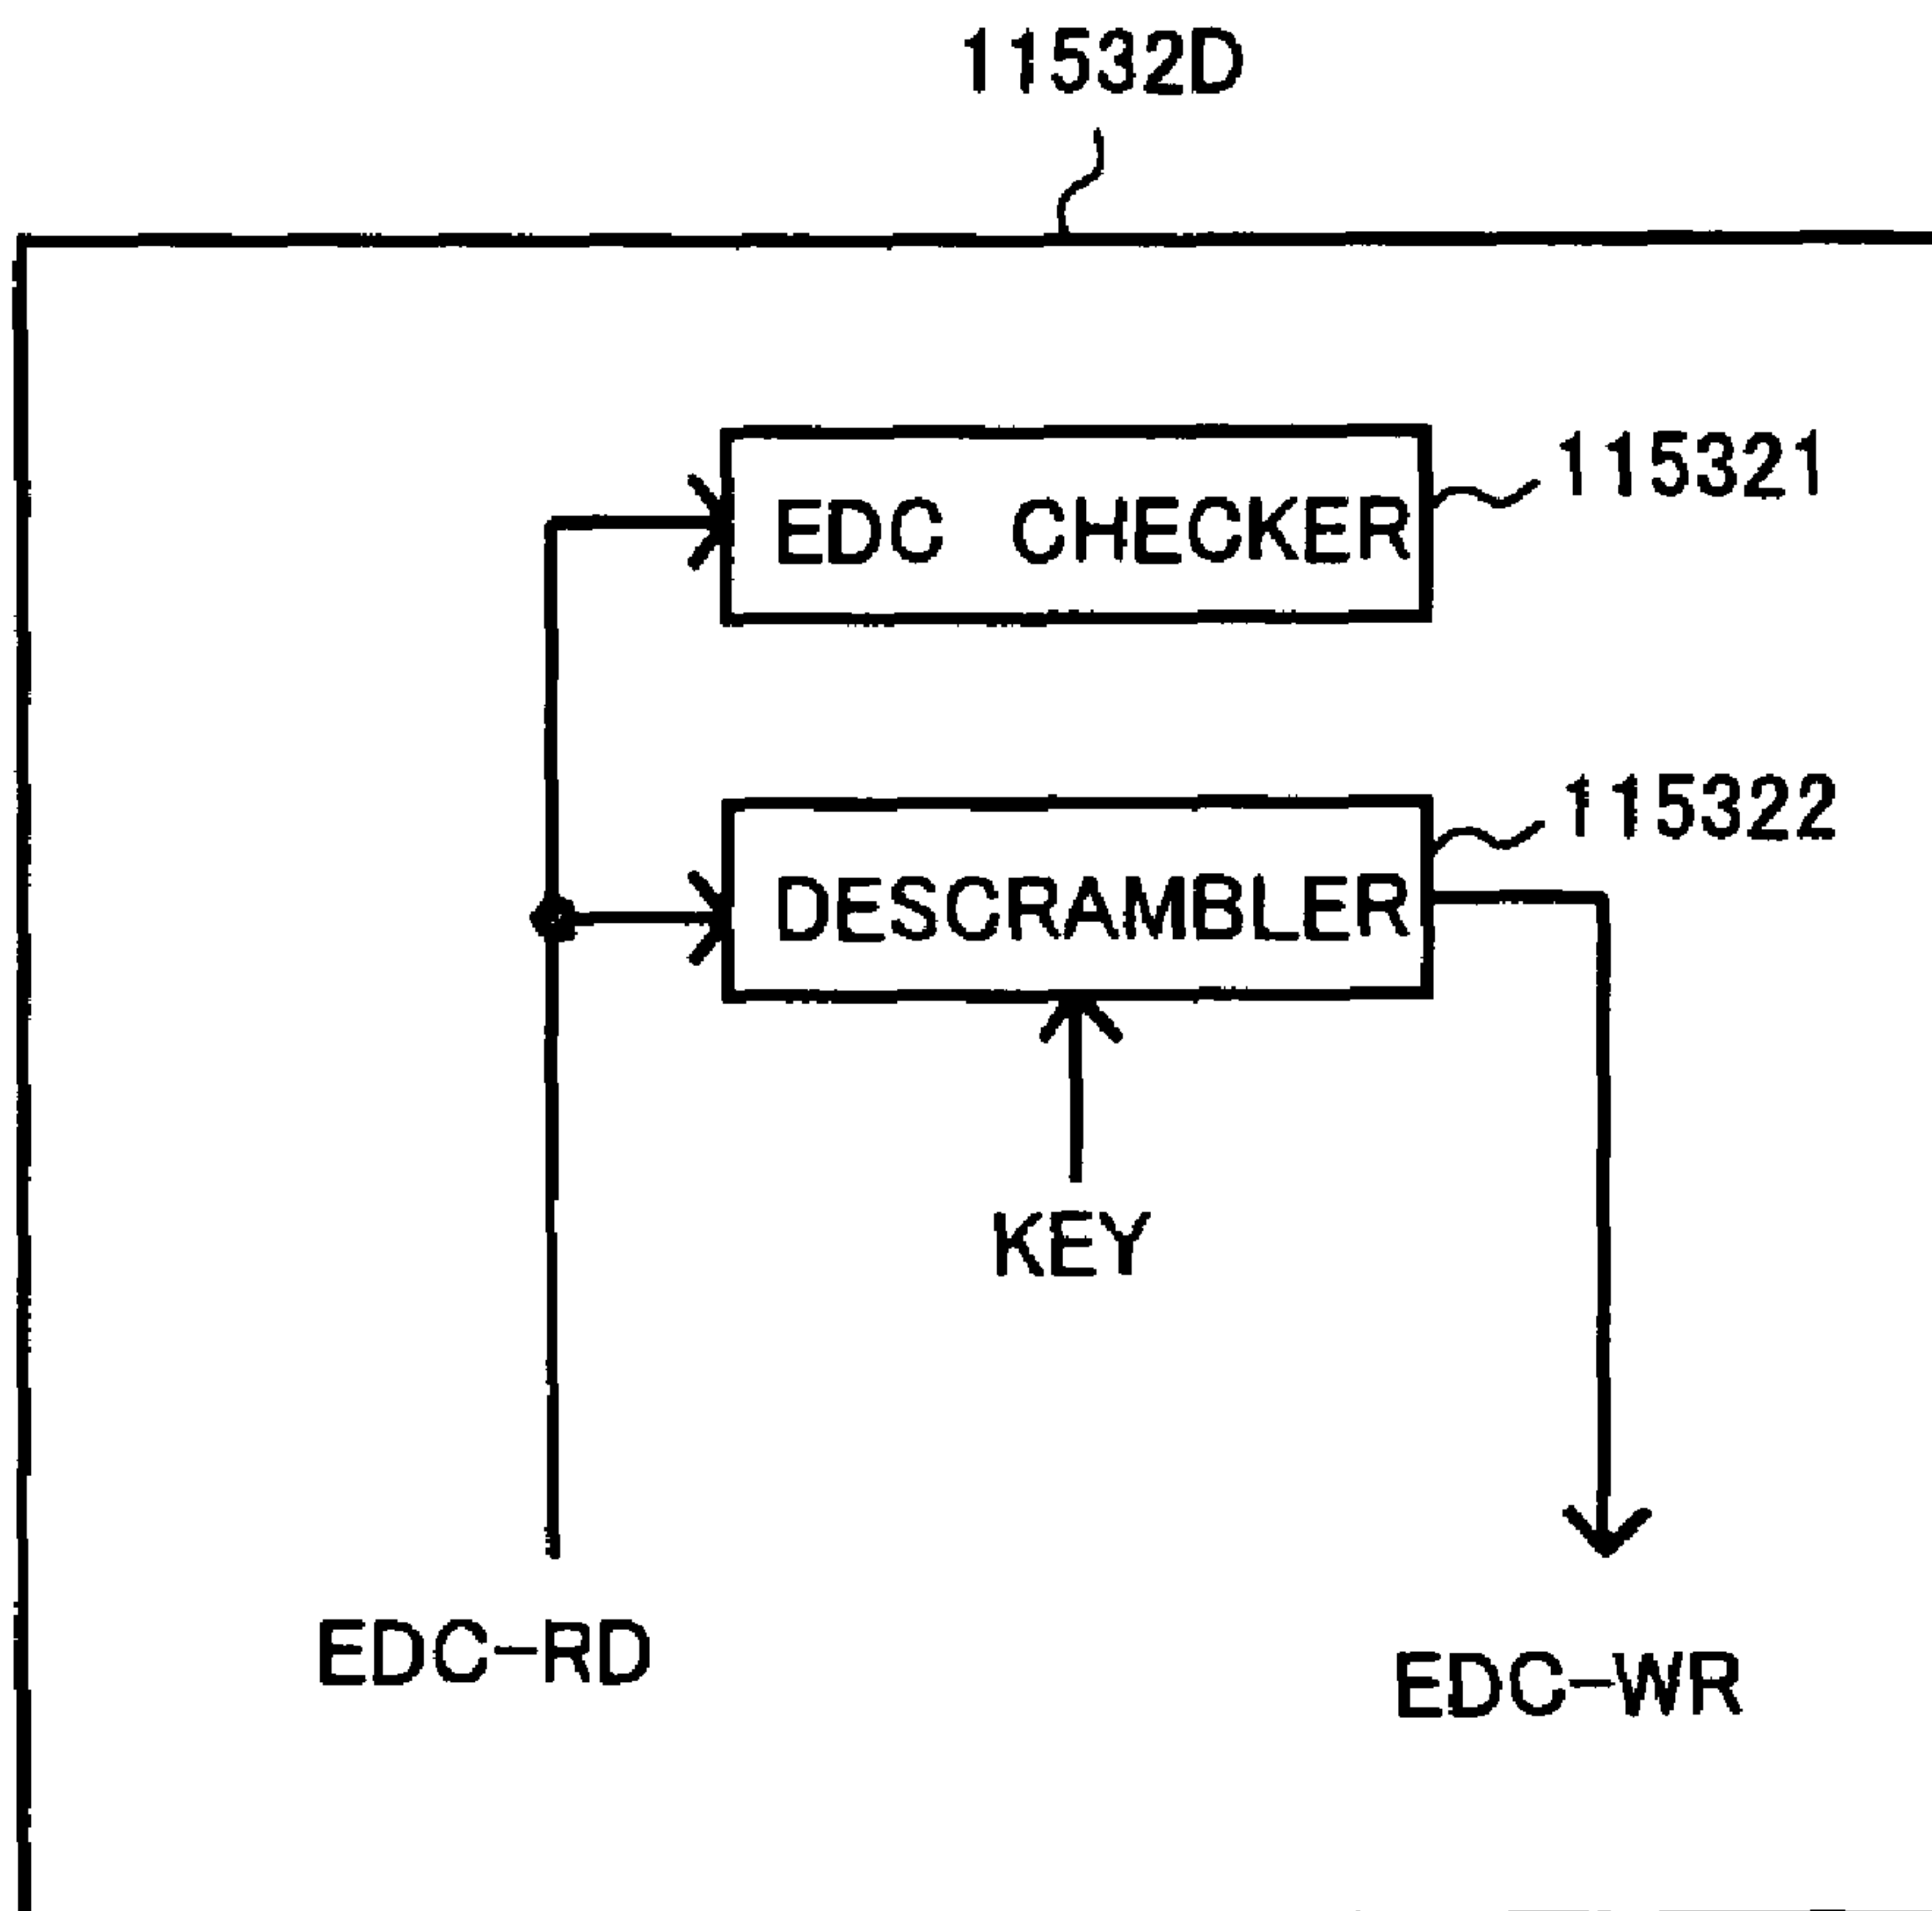 11532D
EDC CHECKER
115321
115322
DESCRAMBLER
KEY
EDC-RD
EDC-WR